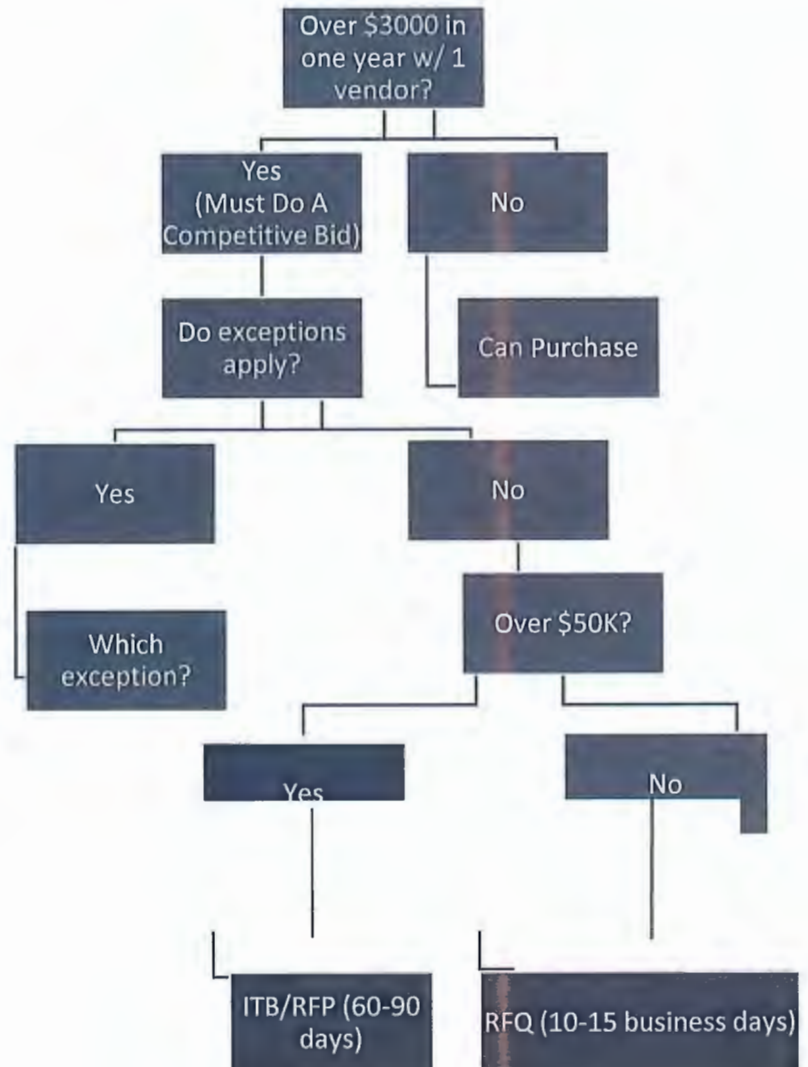 Over $3000 in
one year w/ 1
vendor?
Yes
(Must Do A
Competitive Bid)
No
Do exceptions
apply?
Can Purchase
Yes
No
Which
exception?
Over $50K?
Yes
No
ITB/RFP (60-90
days)
RFQ (10-15 business days)